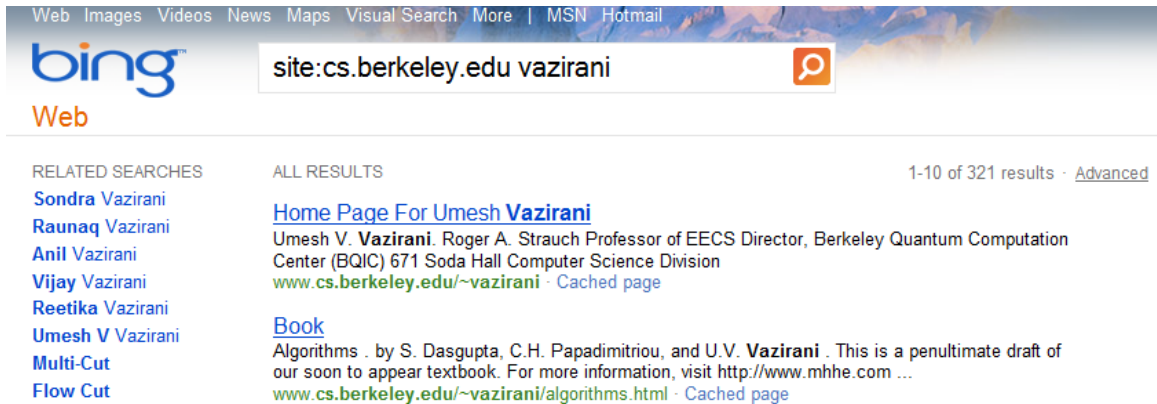 Web Images Videos News Maps Visual Search More | MSN Hotmail
bing™
site:cs.berkeley.edu vazirani
Web
RELATED SEARCHES
Sondra Vazirani
Raunaq Vazirani
Anil Vazirani
Vijay Vazirani
Reetika Vazirani
Umesh V Vazirani
Multi-Cut
Flow Cut
ALL RESULTS
1-10 of 321 results · Advanced
Home Page For Umesh Vazirani
Umesh V. Vazirani. Roger A. Strauch Professor of EECS Director, Berkeley Quantum Computation
Center (BQIC) 671 Soda Hall Computer Science Division
www.cs.berkeley.edu/~vazirani · Cached page
Book
Algorithms . by S. Dasgupta, C.H. Papadimitriou, and U.V. Vazirani . This is a penultimate draft of
our soon to appear textbook. For more information, visit http://www.mhhe.com ...
www.cs.berkeley.edu/~vazirani/algorithms.html · Cached page